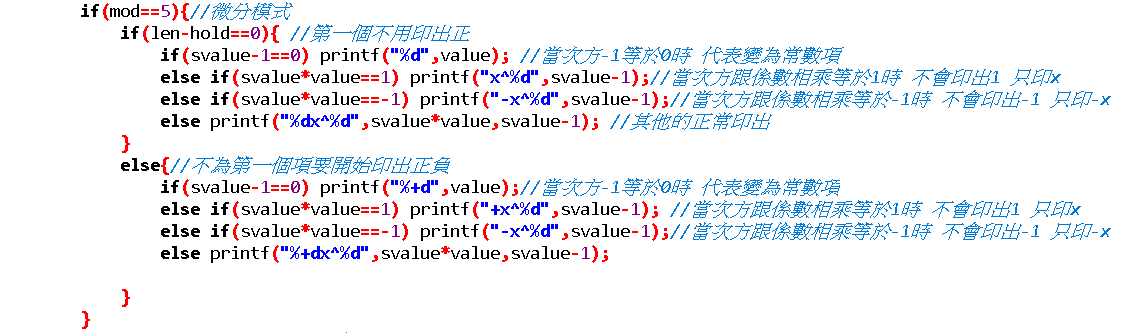 if(mod==5){//微分模式
if(len-hold==0){ //第一個不用印出正
if(svalue-1==0) printf("%d",value); //當次方-1等於0時 代表變為常數項
else if(svalue*value==1) printf("x^%d",svalue-1);//當次方跟係數相乘等於1時 不會印出1 只印x
else if(svalue*value==-1) printf("-x^%d",svalue-1);//當次方跟係數相乘等於-1時 不會印出-1 只印-x
else printf("%dx^%d",svalue*value,svalue-1); //其他的正常印出
}
else{//不為第一個項要開始印出正負
if(svalue-1==0) printf("%+d",value);//當次方-1等於0時 代表變為常數項
else if(svalue*value==1) printf("+x^%d",svalue-1); //當次方跟係數相乘等於1時 不會印出1 只印x
else if(svalue*value==-1) printf("-x^%d",svalue-1);//當次方跟係數相乘等於-1時 不會印出-1 只印-x
else printf("%+dx^%d",svalue*value,svalue-1);
}
}